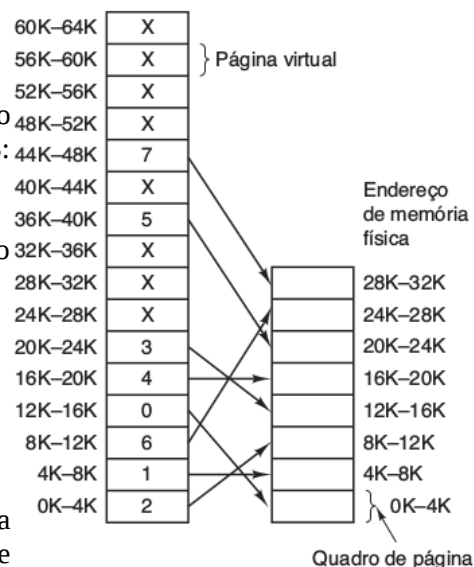 60K–64K X
56K–60K X Página virtual
52K–56K X
o
48K–52K X
:
44K–48K 7
40K–44K X
Endereço
de memória
física
36K–40K 5
o
32K–36K X
28K–32K X 28K–32K
24K–28K X 24K–28K
20K–24K 3 20K–24K
16K–20K 4 16K–20K
12K–16K 0 12K–16K
8K–12K 6 8K–12K
4K–8K 1 4K–8K
0K–4K 2 0K–4K
a
e
Quadro de página